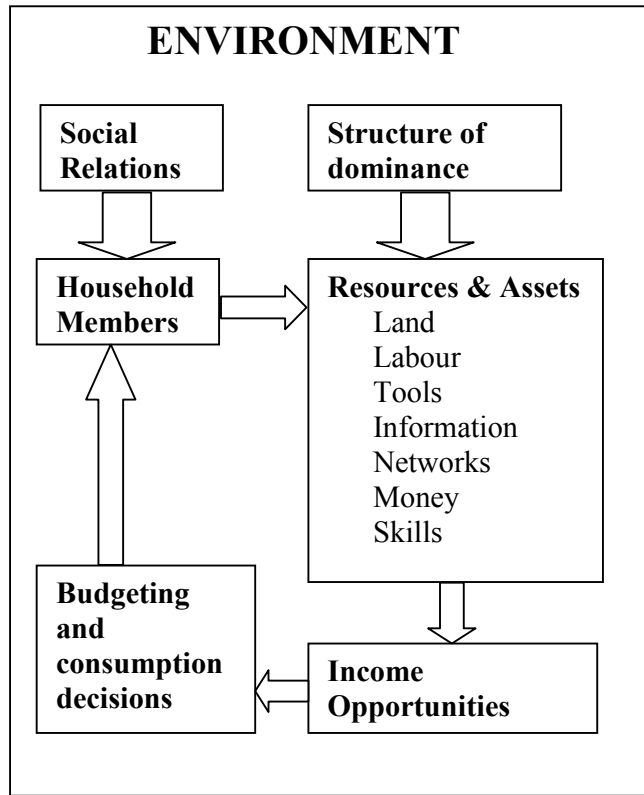 ENVIRONMENT
Social
Relations
Structure of
dominance
Household
Members
Resources & Assets
Land
Labour
Tools
Information
Networks
Money
Skills
Budgeting
and
consumption
decisions
Income
Opportunities